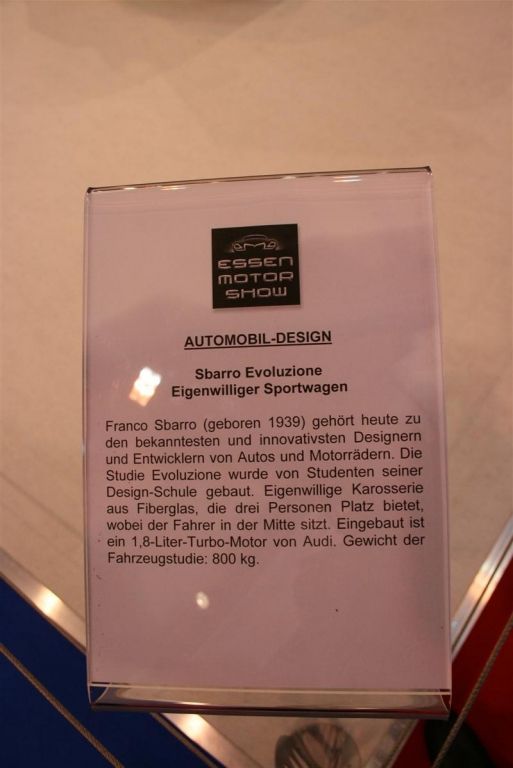 ESSEN
MOTOR
SHOW
AUTOMOBIL-DESIGN
Sbarro Evoluzione
Eigenwilliger Sportwagen
Franco Sbarro (geboren 1939) gehört heute zu
den bekanntesten und innovativsten Designern
und Entwicklern von Autos und Motorrädern. Die
Studie Evoluzione wurde von Studenten seiner
Design-Schule gebaut. Eigenwillige Karosserie
aus Fiberglas, die drei Personen Platz bietet,
wobei der Fahrer in der Mitte sitzt. Eingebaut ist
ein 1,8-Liter-Turbo-Motor von Audi. Gewicht der
Fahrzeugstudie: 800 kg.